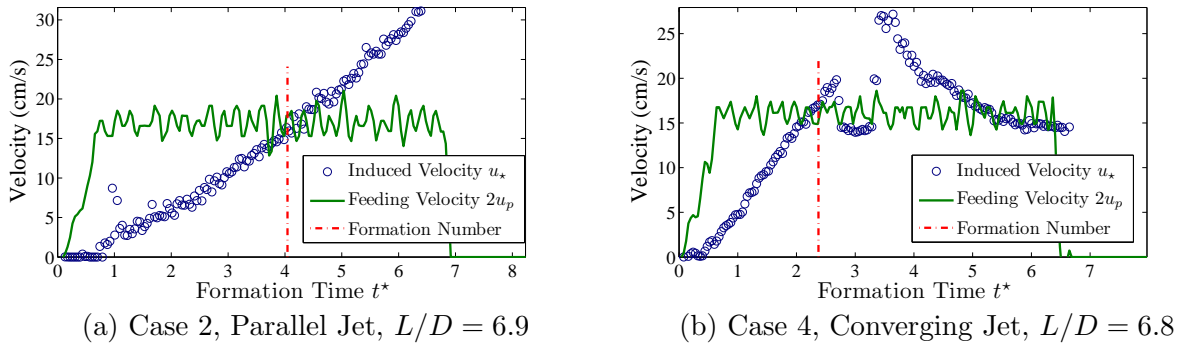 30
25
20
15
10
5
0
Velocity (cm/s)
0 1 2 3 4 5 6 7 8
Formation Time t⋆
Induced Velocity u⋆
Feeding Velocity 2uₚ
Formation Number
(a) Case 2, Parallel Jet, L/D = 6.9
25
20
15
10
5
0
Velocity (cm/s)
0 1 2 3 4 5 6 7
Formation Time t⋆
Induced Velocity u⋆
Feeding Velocity 2uₚ
Formation Number
(b) Case 4, Converging Jet, L/D = 6.8